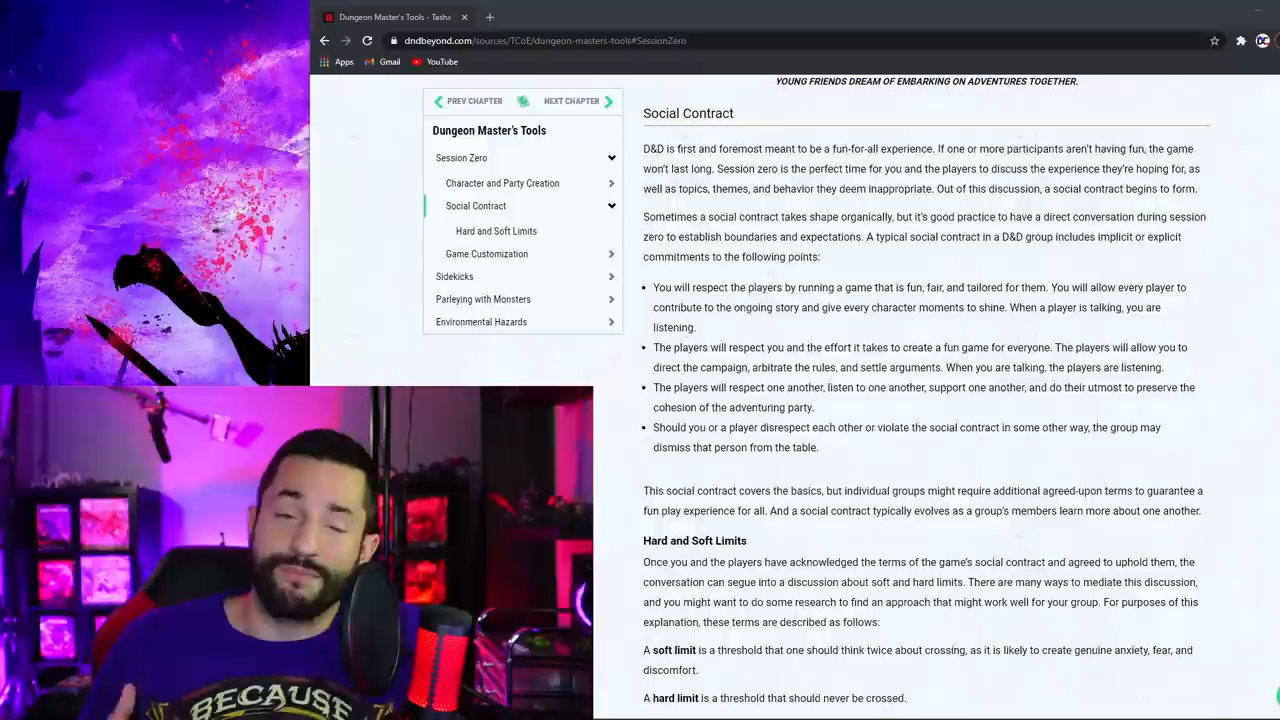 Dungeon Master's Tools - Tasha
dndbeyond.com/sources/TCoE/dungeon-masters-tools#SessionZero
Apps
Gmail
YouTube
YOUNG FRIENDS DREAM OF EMBARKING ON ADVENTURES TOGETHER.
PREV CHAPTER
NEXT CHAPTER
Dungeon Master's Tools
Session Zero
Character and Party Creation
Social Contract
Hard and Soft Limits
Game Customization
Sidekicks
Parleying with Monsters
Environmental Hazards
Social Contract
D&D is first and foremost meant to be a fun-for-all experience. If one or more participants aren't having fun, the game
won't last long. Session zero is the perfect time for you and the players to discuss the experience they're hoping for, as
well as topics, themes, and behavior they deem inappropriate. Out of this discussion, a social contract begins to form.
Sometimes a social contract takes shape organically, but it's good practice to have a direct conversation during session
zero to establish boundaries and expectations. A typical social contract in a D&D group includes implicit or explicit
commitments to the following points:
• You will respect the players by running a game that is fun, fair, and tailored for them. You will allow every player to
contribute to the ongoing story and give every character moments to shine. When a player is talking, you are
listening.
• The players will respect you and the effort it takes to create a fun game for everyone. The players will allow you to
direct the campaign, arbitrate the rules, and settle arguments. When you are talking, the players are listening.
• The players will respect one another, listen to one another, support one another, and do their utmost to preserve the
cohesion of the adventuring party.
• Should you or a player disrespect each other or violate the social contract in some other way, the group may
dismiss that person from the table.
This social contract covers the basics, but individual groups might require additional agreed-upon terms to guarantee a
fun play experience for all. And a social contract typically evolves as a group's members learn more about one another.
Hard and Soft Limits
Once you and the players have acknowledged the terms of the game's social contract and agreed to uphold them, the
conversation can segue into a discussion about soft and hard limits. There are many ways to mediate this discussion,
and you might want to do some research to find an approach that might work well for your group. For purposes of this
explanation, these terms are described as follows:
A soft limit is a threshold that one should think twice about crossing, as it is likely to create genuine anxiety, fear, and
discomfort.
A hard limit is a threshold that should never be crossed.
BECAUSE